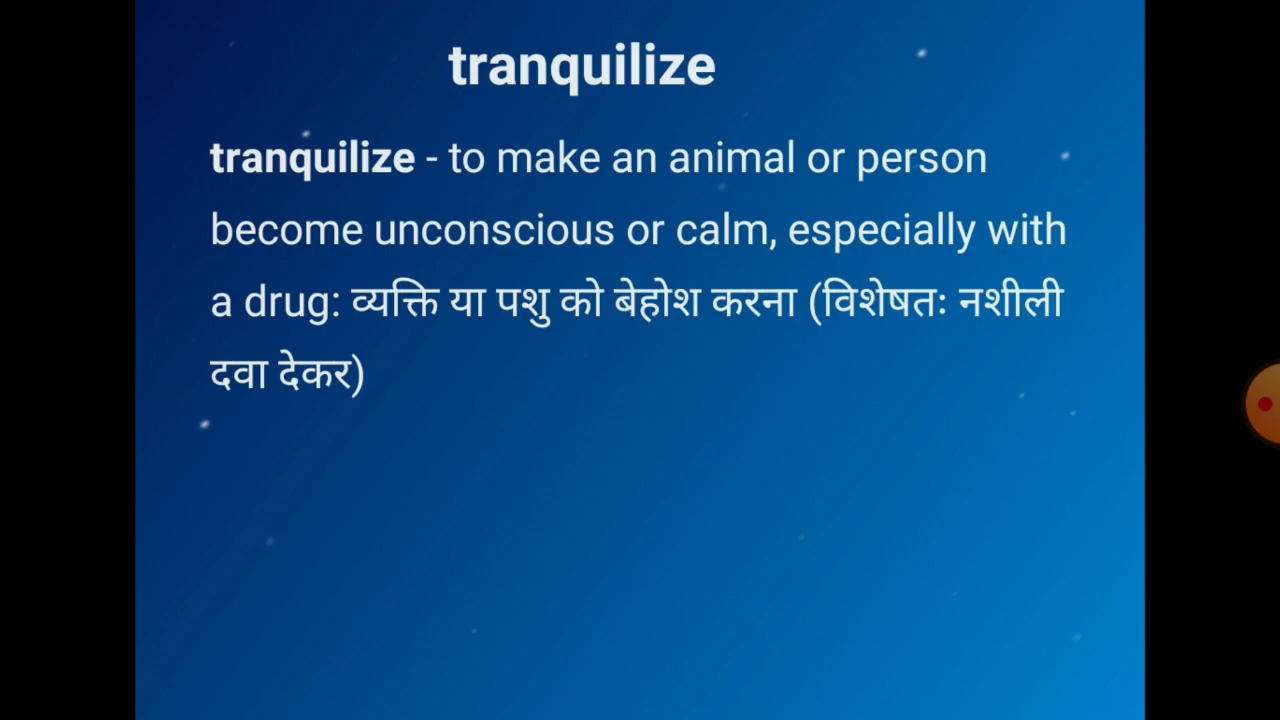 tranquilize
tranquilize - to make an animal or person
become unconscious or calm, especially with
a drug: व्यक्ति या पशु को बेहोश करना (विशेषतः नशीली
दवा देकर)